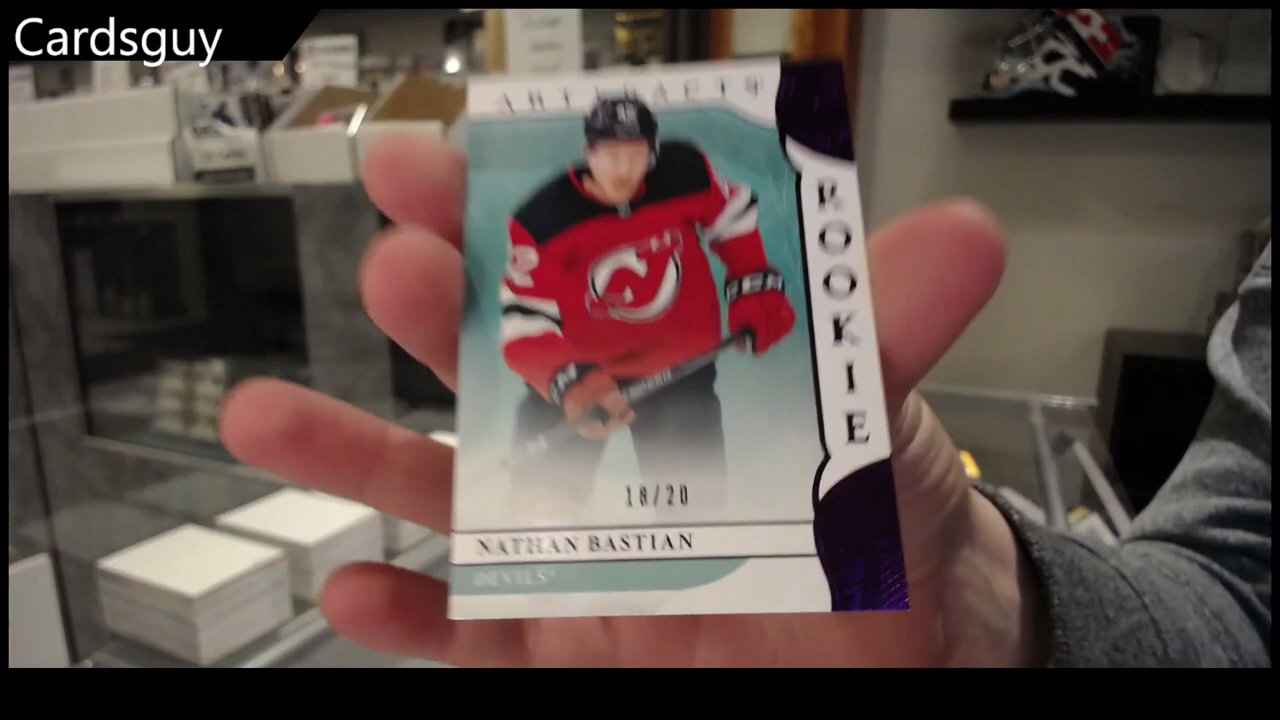 Cardsguy
ARTIFACTS
ROOKIE
18/20
NATHAN BASTIAN
DEVILS